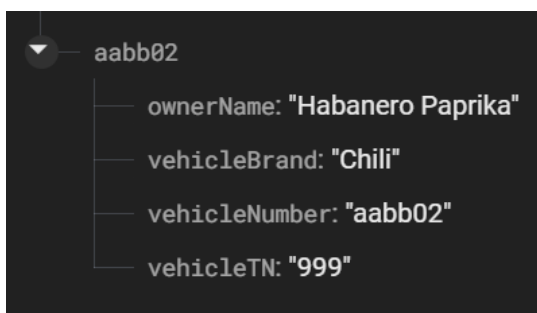 aabb02
ownerName: "Habanero Paprika"
vehicleBrand: "Chili"
vehicleNumber: "aabb02"
vehicleTN: "999"